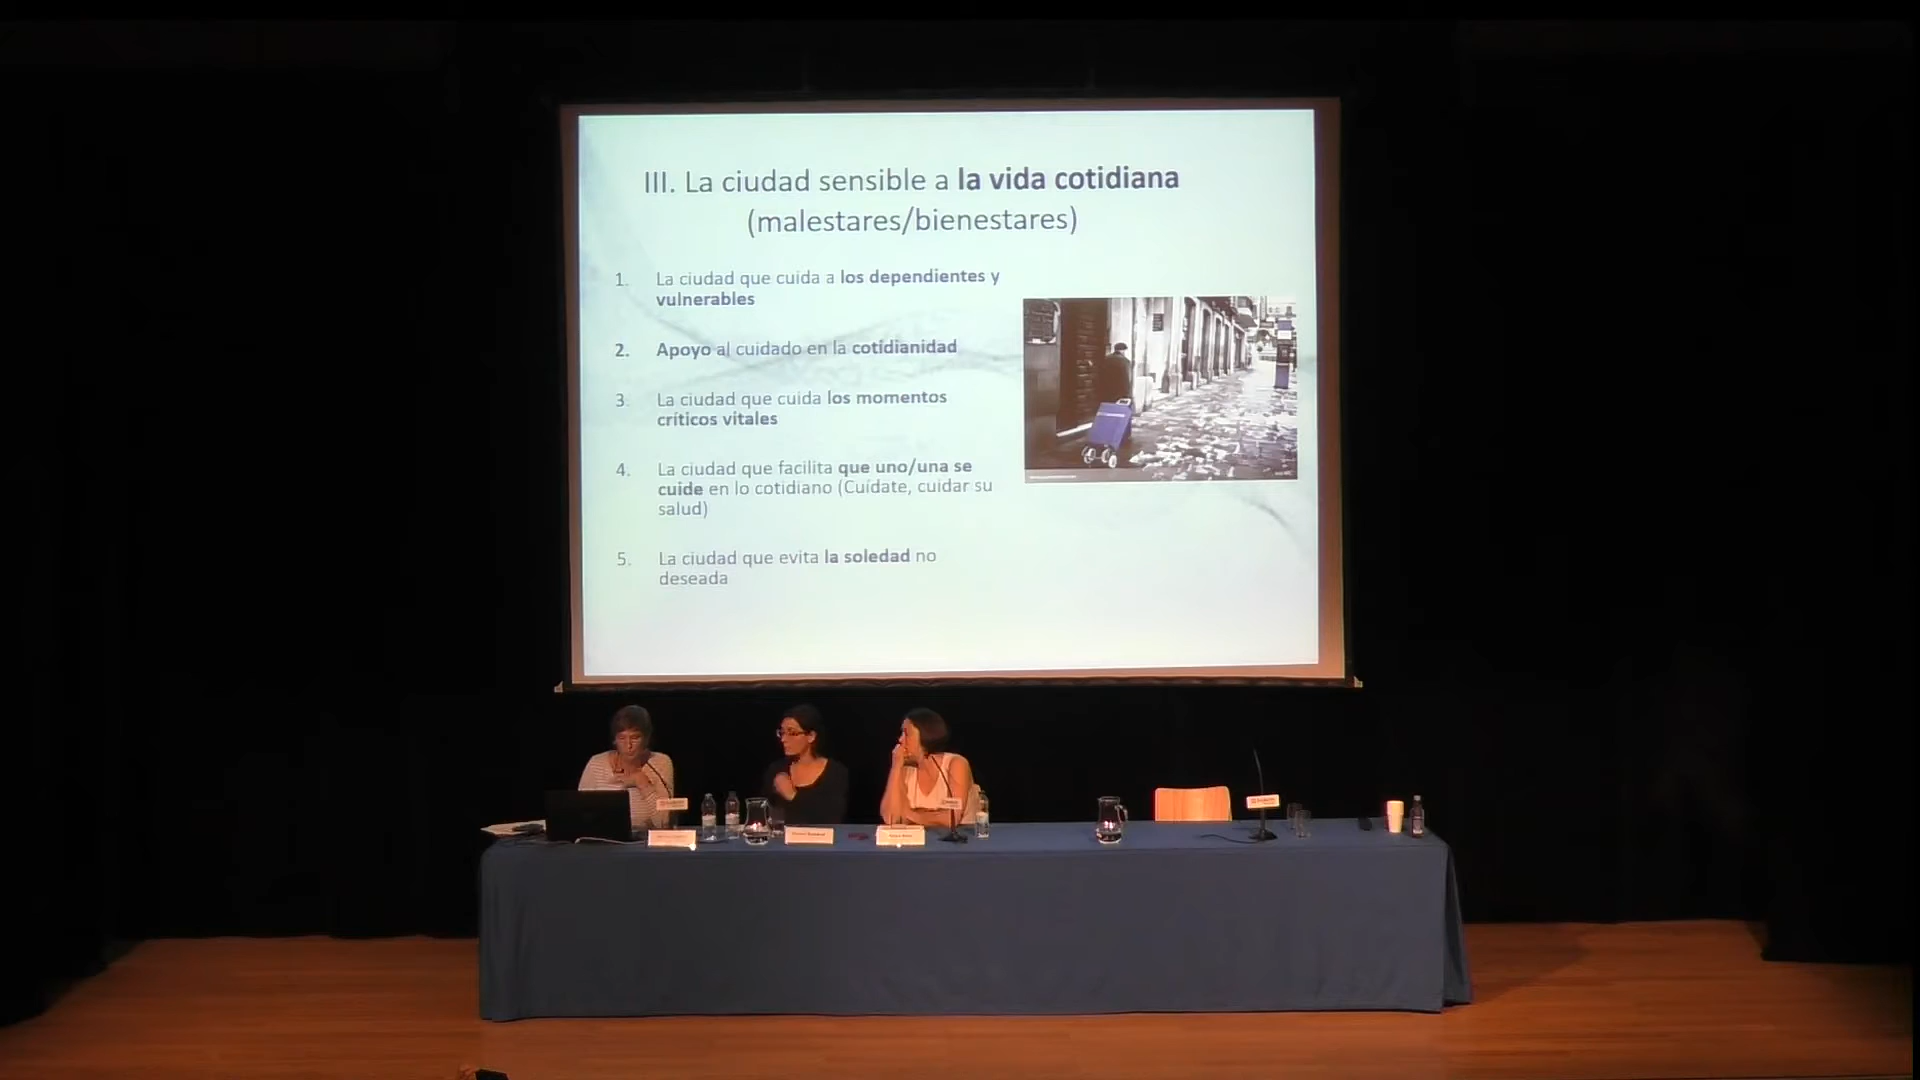 III. La ciudad sensible a la vida cotidiana
(malestares/bienestares)
1. La ciudad que cuida a los dependientes y
vulnerables
2. Apoyo al cuidado en la cotidianidad
3. La ciudad que cuida los momentos
críticos vitales
4. La ciudad que facilita que uno/una se
cuide en lo cotidiano (Cuídate, cuidar su
salud)
5. La ciudad que evita la soledad no
deseada